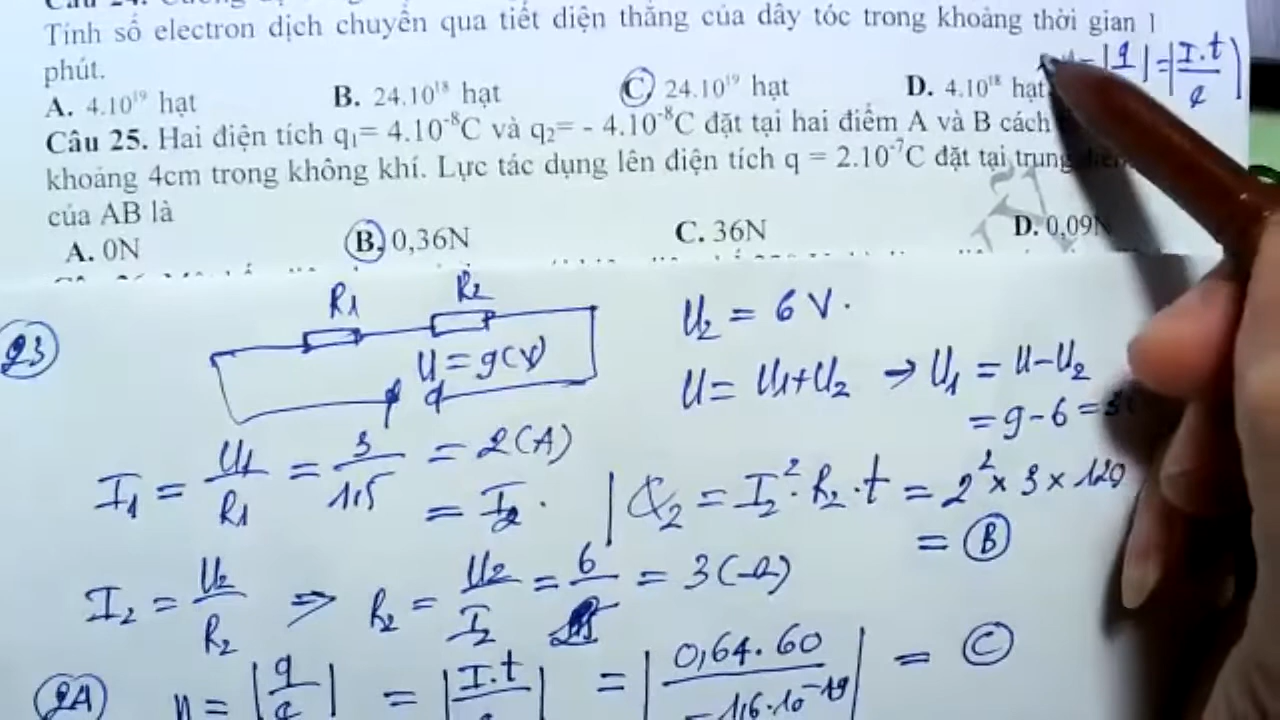 Tính số electron dịch chuyển qua tiết diện thẳng của dây tóc trong khoảng thời gian 1
phút.
|q/ |=|I.t/e|
A. 4.10¹⁹ hạt B. 24.10¹⁸ hạt C. 24.10¹⁹ hạt D. 4.10¹⁸ hạt
Câu 25. Hai điện tích q₁= 4.10⁻⁸C và q₂= - 4.10⁻⁸C đặt tại hai điểm A và B cách
khoảng 4cm trong không khí. Lực tác dụng lên điện tích q = 2.10⁻⁷C đặt tại trung
của AB là
A. 0N B. 0,36N C. 36N D. 0,09N
23
R1 R2
U = 9(V)
U₂ = 6 V.
U = U₁+U₂ → U₁ = U-U₂
= 9-6 =
I₁ = U₁/R₁ = 3/1,5 = 2(A)
= I₂.
| Q₂ = I₂².R₂.t = 2² x 3 x 120
= B
I₂ = U₂/R₂ ⇒ R₂ = U₂/I₂ = 6/ = 3(Ω)
24 n = |q/e| = |I.t/ | = |0,64.60/-1,6.10⁻¹⁹| = C